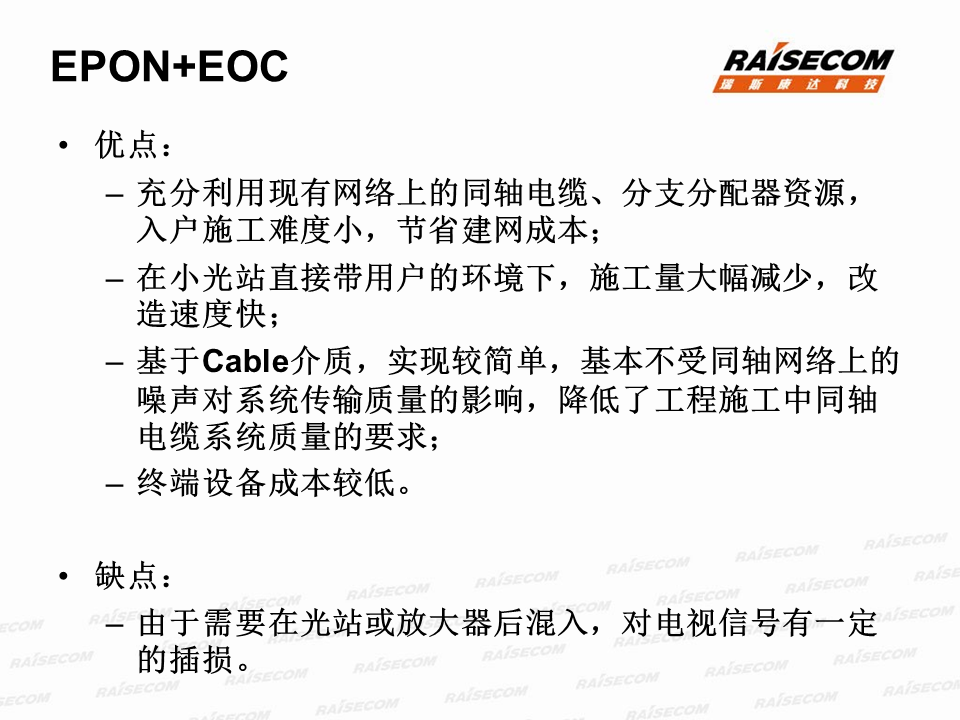 EPON+EOC
RAISECOM
瑞斯康达科技
• 优点：
– 充分利用现有网络上的同轴电缆、分支分配器资源，
入户施工难度小，节省建网成本；
– 在小光站直接带用户的环境下，施工量大幅减少，改
造速度快；
– 基于Cable介质，实现较简单，基本不受同轴网络上的
噪声对系统传输质量的影响，降低了工程施工中同轴
电缆系统质量的要求；
– 终端设备成本较低。
• 缺点：
– 由于需要在光站或放大器后混入，对电视信号有一定
的插损。